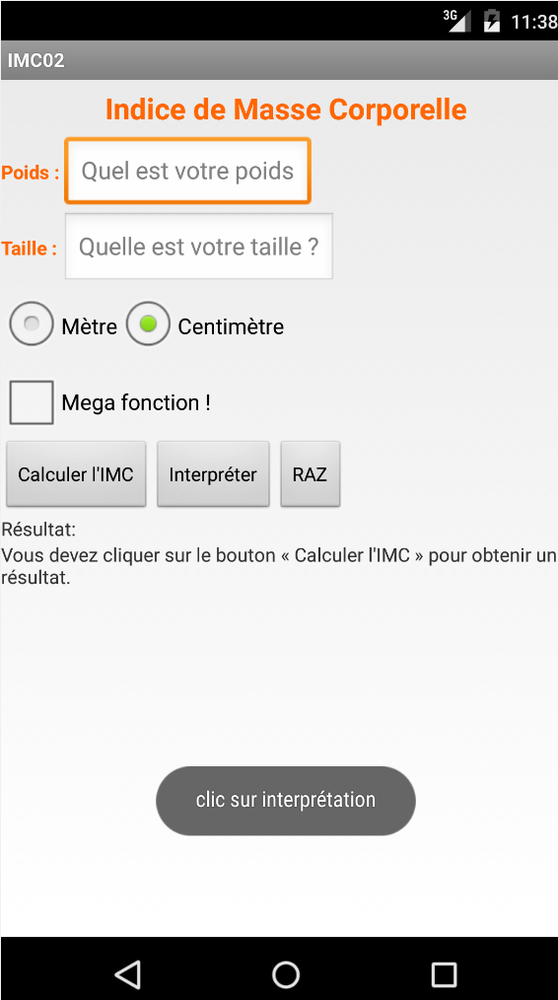 3G 11:38
IMC02
Indice de Masse Corporelle
Poids : Quel est votre poids
Taille : Quelle est votre taille ?
Mètre Centimètre
Mega fonction !
Calculer l'IMC Interpréter RAZ
Résultat:
Vous devez cliquer sur le bouton « Calculer l'IMC » pour obtenir un
résultat.
clic sur interprétation